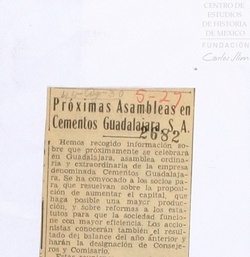 CENTRO DE
ESTUDIOS
DE HISTORIA
DE MÉXICO
FUNDACIÓN
Carlos Slim
5-27
Próximas Asambleas en
Cementos Guadalajara, S. A.
2682
Hemos recogido información so-
bre que próximamente se celebrará
en Guadalajara, asamblea ordina-
ria y extraordinaria de la empresa
denominada Cementos Guadalaja-
ra. Se ha convocado a los socios pa-
ra que resuelvan sobre la proposi-
ción de aumentar el capital, que
haga posible una mayor produc-
ción, y sobre reformas a los esta-
tutos para que la sociedad funcio-
ne con mayor eficiencia. Los accio-
nistas conocerán también el resul-
tado del balance del año anterior y
harán la designación de Conseje-
ros y Comisario.